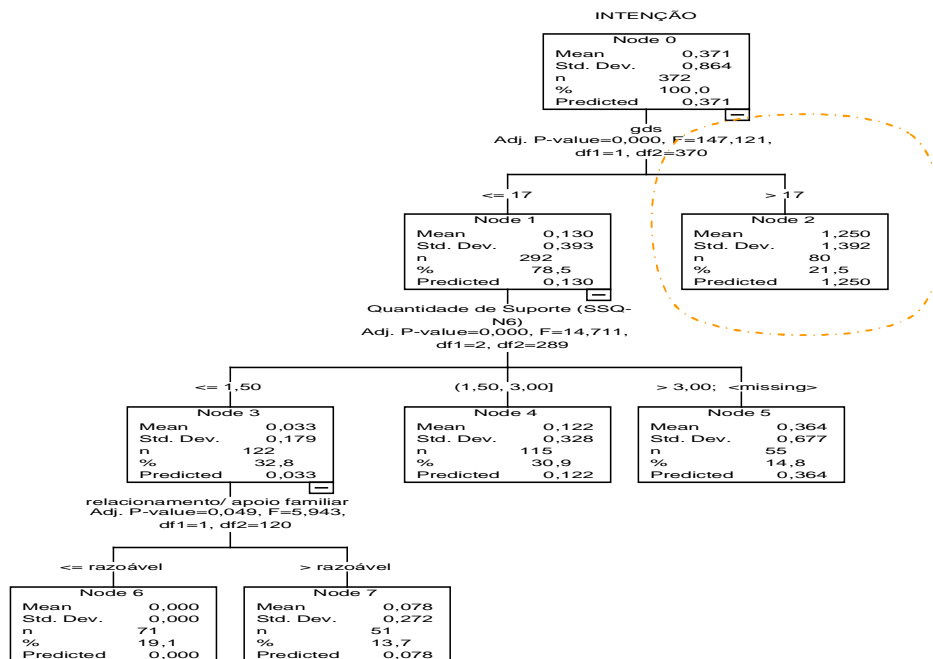 INTENÇÃO
Node 0
Mean 0,371
Std. Dev. 0,864
n 372
% 100,0
Predicted 0,371
gds
Adj. P-value=0,000, F=147,121,
df1=1, df2=370
<= 17
> 17
Node 1
Mean 0,130
Std. Dev. 0,393
n 292
% 78,5
Predicted 0,130
Node 2
Mean 1,250
Std. Dev. 1,392
n 80
% 21,5
Predicted 1,250
Quantidade de Suporte (SSQ-
N6)
Adj. P-value=0,000, F=14,711,
df1=2, df2=289
<= 1,50
(1,50, 3,00]
> 3,00; <missing>
Node 3
Mean 0,033
Std. Dev. 0,179
n 122
% 32,8
Predicted 0,033
Node 4
Mean 0,122
Std. Dev. 0,328
n 115
% 30,9
Predicted 0,122
Node 5
Mean 0,364
Std. Dev. 0,677
n 55
% 14,8
Predicted 0,364
relacionamento/ apoio familiar
Adj. P-value=0,049, F=5,943,
df1=1, df2=120
<= razoável
> razoável
Node 6
Mean 0,000
Std. Dev. 0,000
n 71
% 19,1
Predicted 0,000
Node 7
Mean 0,078
Std. Dev. 0,272
n 51
% 13,7
Predicted 0,078